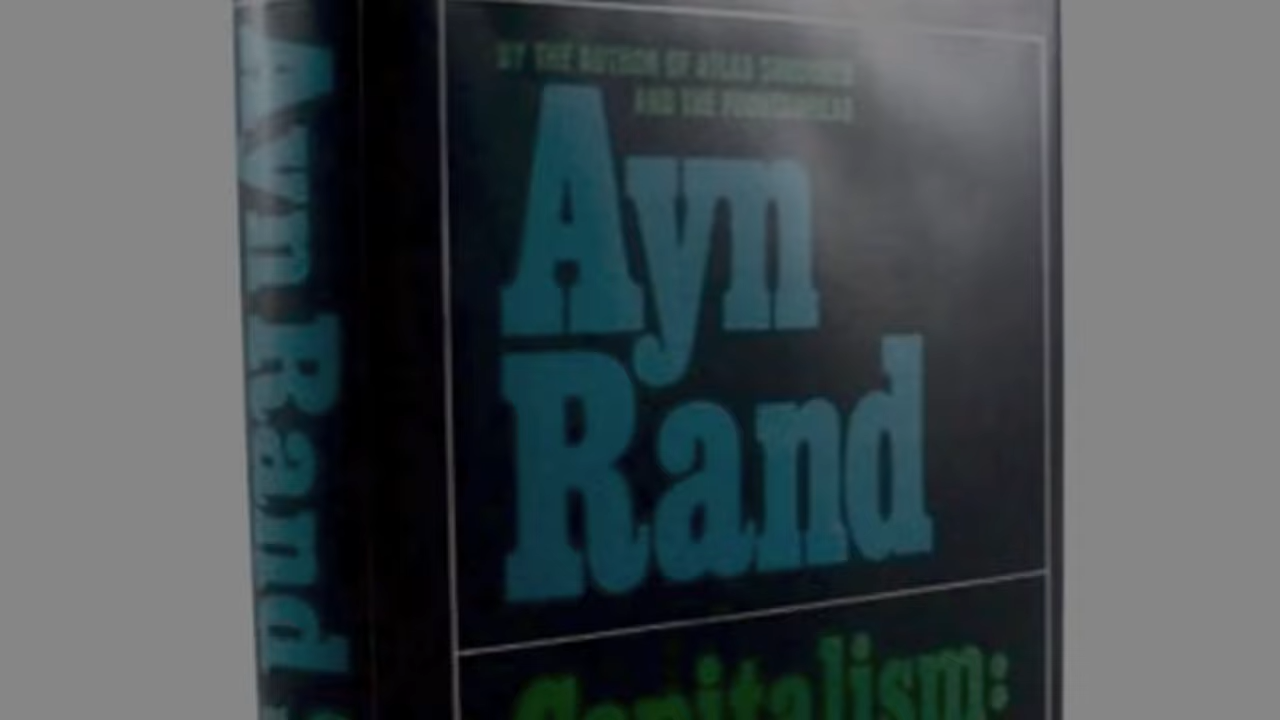 BY THE AUTHOR OF ATLAS SHRUGGED
AND THE FOUNTAINHEAD
Ayn
Rand
Capitalism:
Ayn Rand